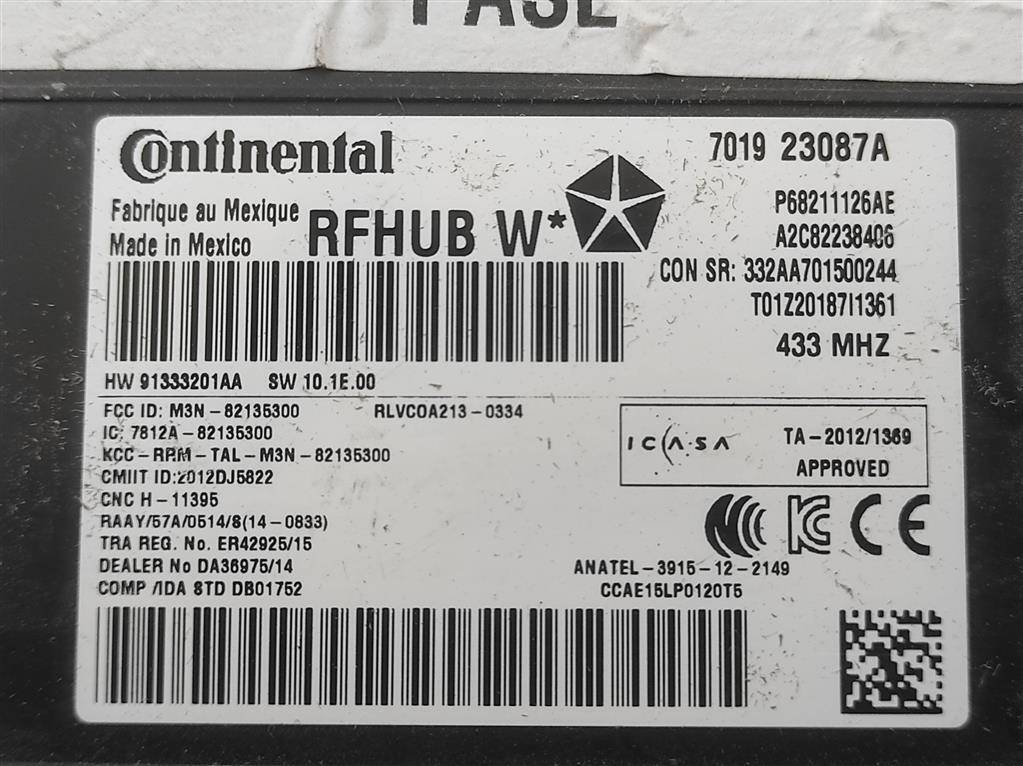 Continental
7019 23087A
Fabrique au Mexique
Made in Mexico
RFHUB W*
P68211126AE
A2C82238406
CON SR: 332AA701500244
T01Z20187I1361
433 MHZ
HW 91333201AA SW 10.1E.00
FCC ID: M3N-82135300
RLVCOA213-0334
IC: 7812A-82135300
KCC-RRM-TAL-M3N-82135300
CMIIT ID:2012DJ5822
CNC H-11395
RAAY/57A/0514/8(14-0833)
TRA REG. No. ER42925/15
DEALER No DA36975/14
COMP /IDA STD DB01752
ICASA
TA-2012/1369
APPROVED
CE
ANATEL-3915-12-2149
CCAE15LP0120T5